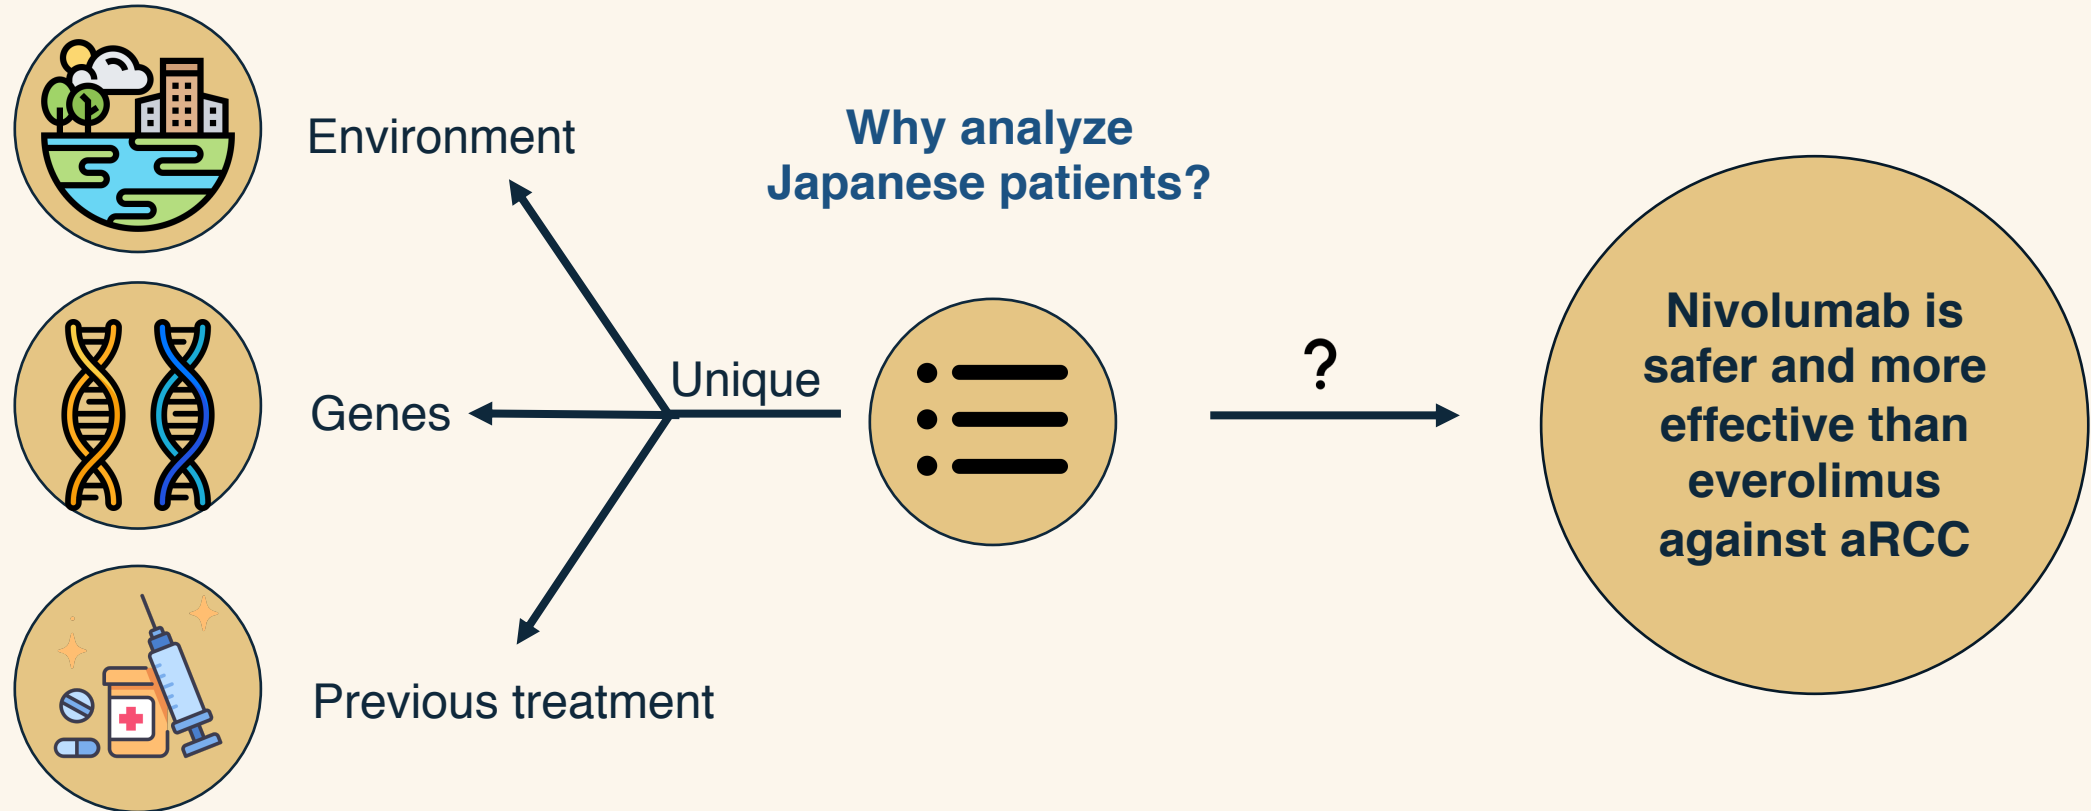 Environment
Why analyze
Japanese patients?
Genes
Unique
?
Previous treatment
Nivolumab is
safer and more
effective than
everolimus
against aRCC